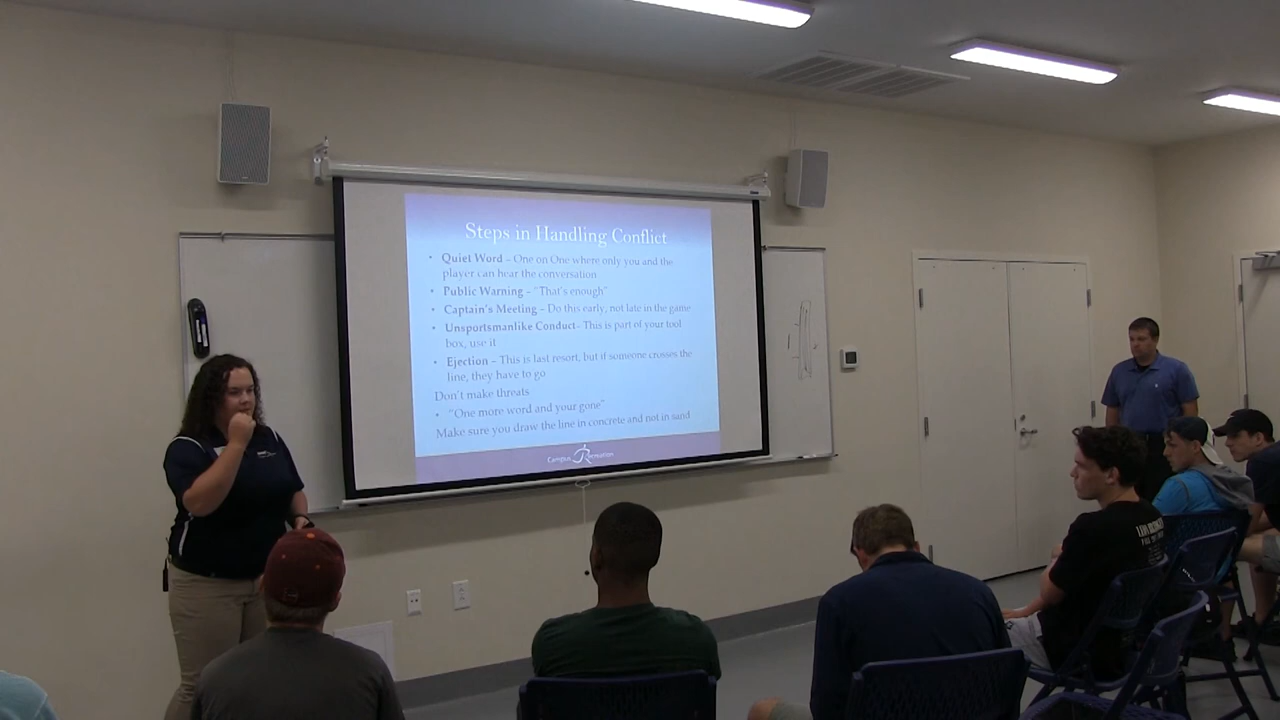 Steps in Handling Conflict
• Quiet Word – One on One where only you and the
player can hear the conversation
• Public Warning – "That's enough"
• Captain's Meeting – Do this early, not late in the game
• Unsportsmanlike Conduct– This is part of your tool
box, use it
• Ejection – This is last resort, but if someone crosses the
line, they have to go
Don't make threats
• "One more word and your gone"
Make sure you draw the line in concrete and not in sand
Campus Recreation